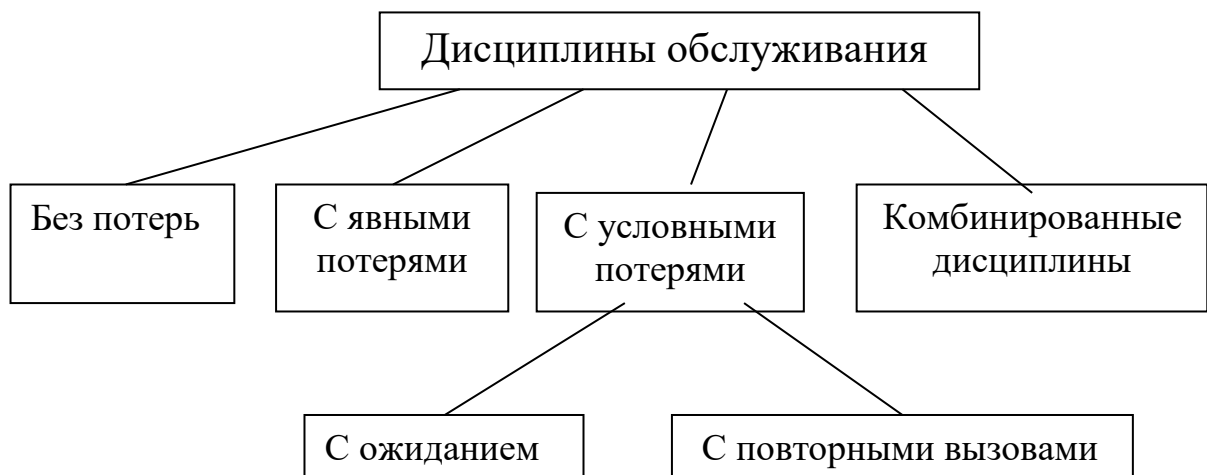 Дисциплины обслуживания
Без потерь
С явными
потерями
С условными
потерями
Комбинированные
дисциплины
С ожиданием
С повторными вызовами